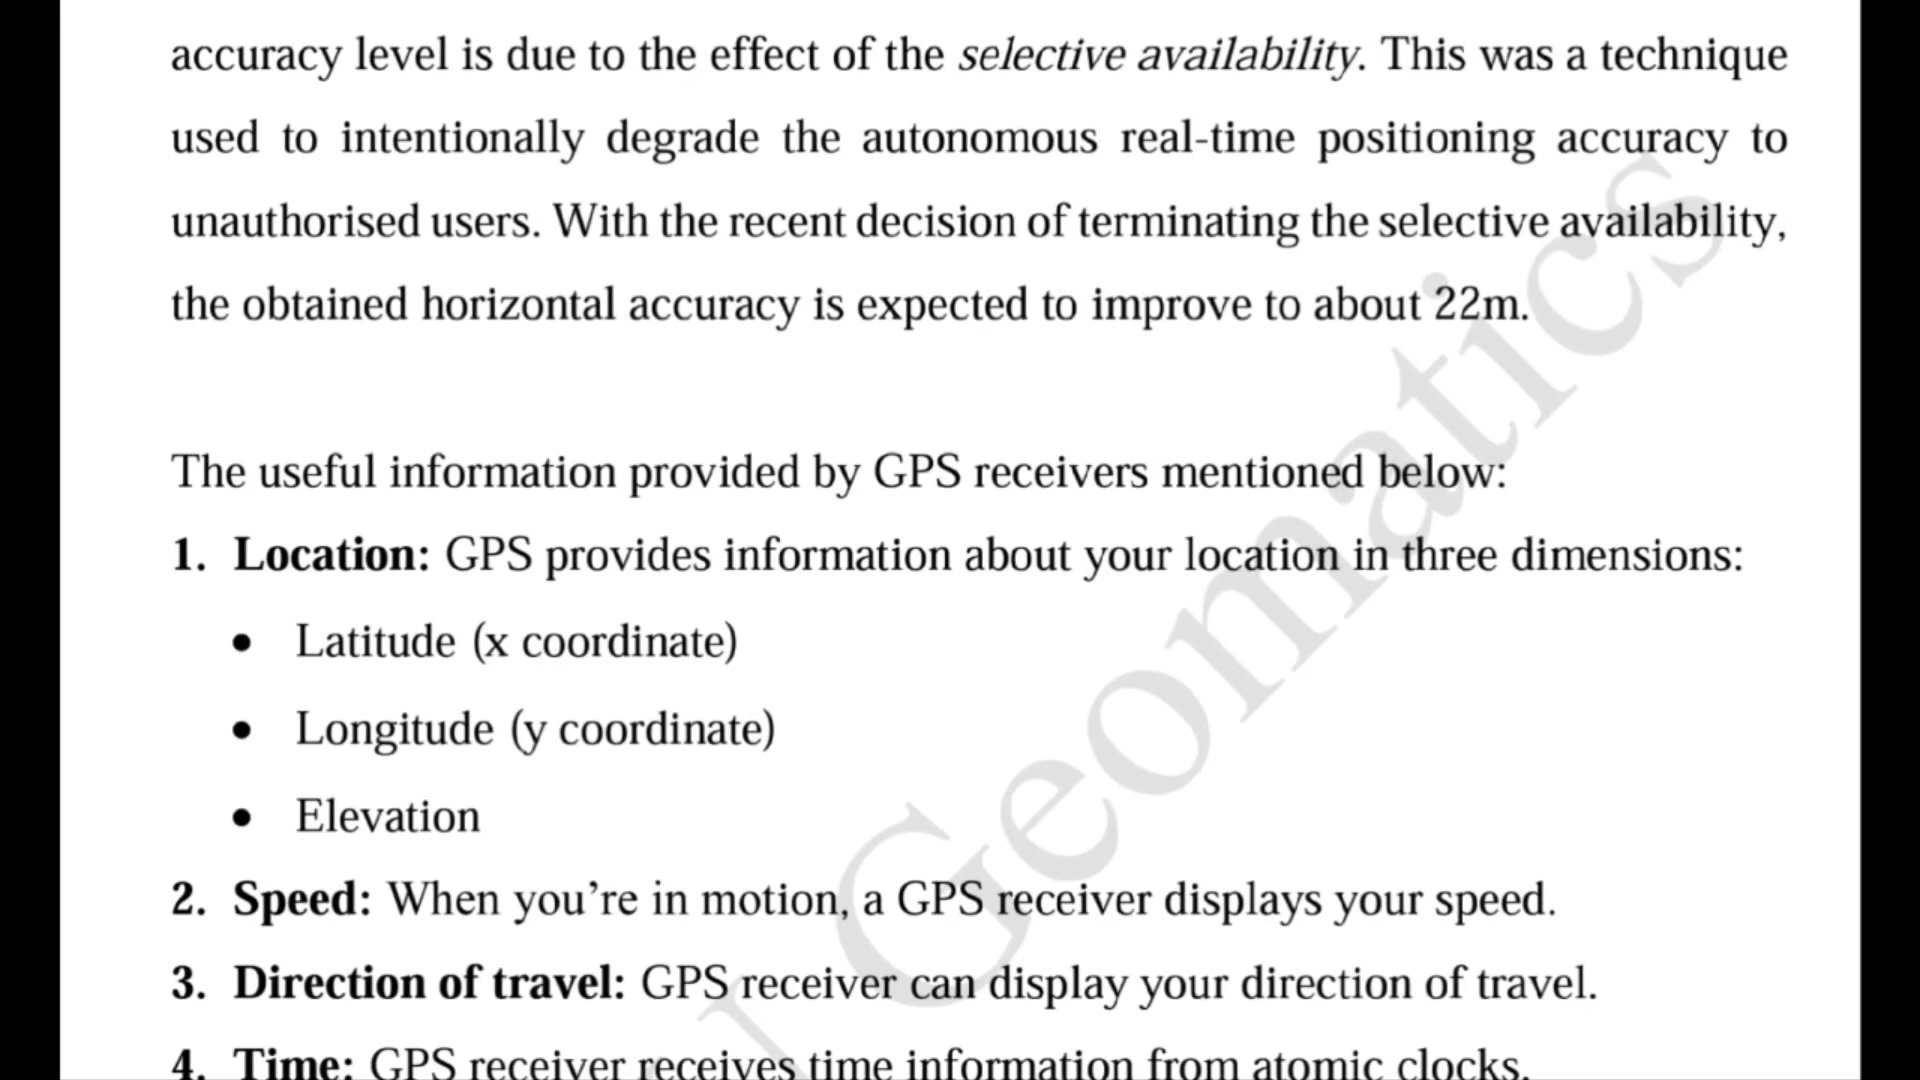 accuracy level is due to the effect of the selective availability. This was a technique
used to intentionally degrade the autonomous real-time positioning accuracy to
unauthorised users. With the recent decision of terminating the selective availability,
the obtained horizontal accuracy is expected to improve to about 22m.
The useful information provided by GPS receivers mentioned below:
1. Location: GPS provides information about your location in three dimensions:
• Latitude (x coordinate)
• Longitude (y coordinate)
• Elevation
2. Speed: When you’re in motion, a GPS receiver displays your speed.
3. Direction of travel: GPS receiver can display your direction of travel.
4. Time: GPS receiver receives time information from atomic clocks.
Geomatics